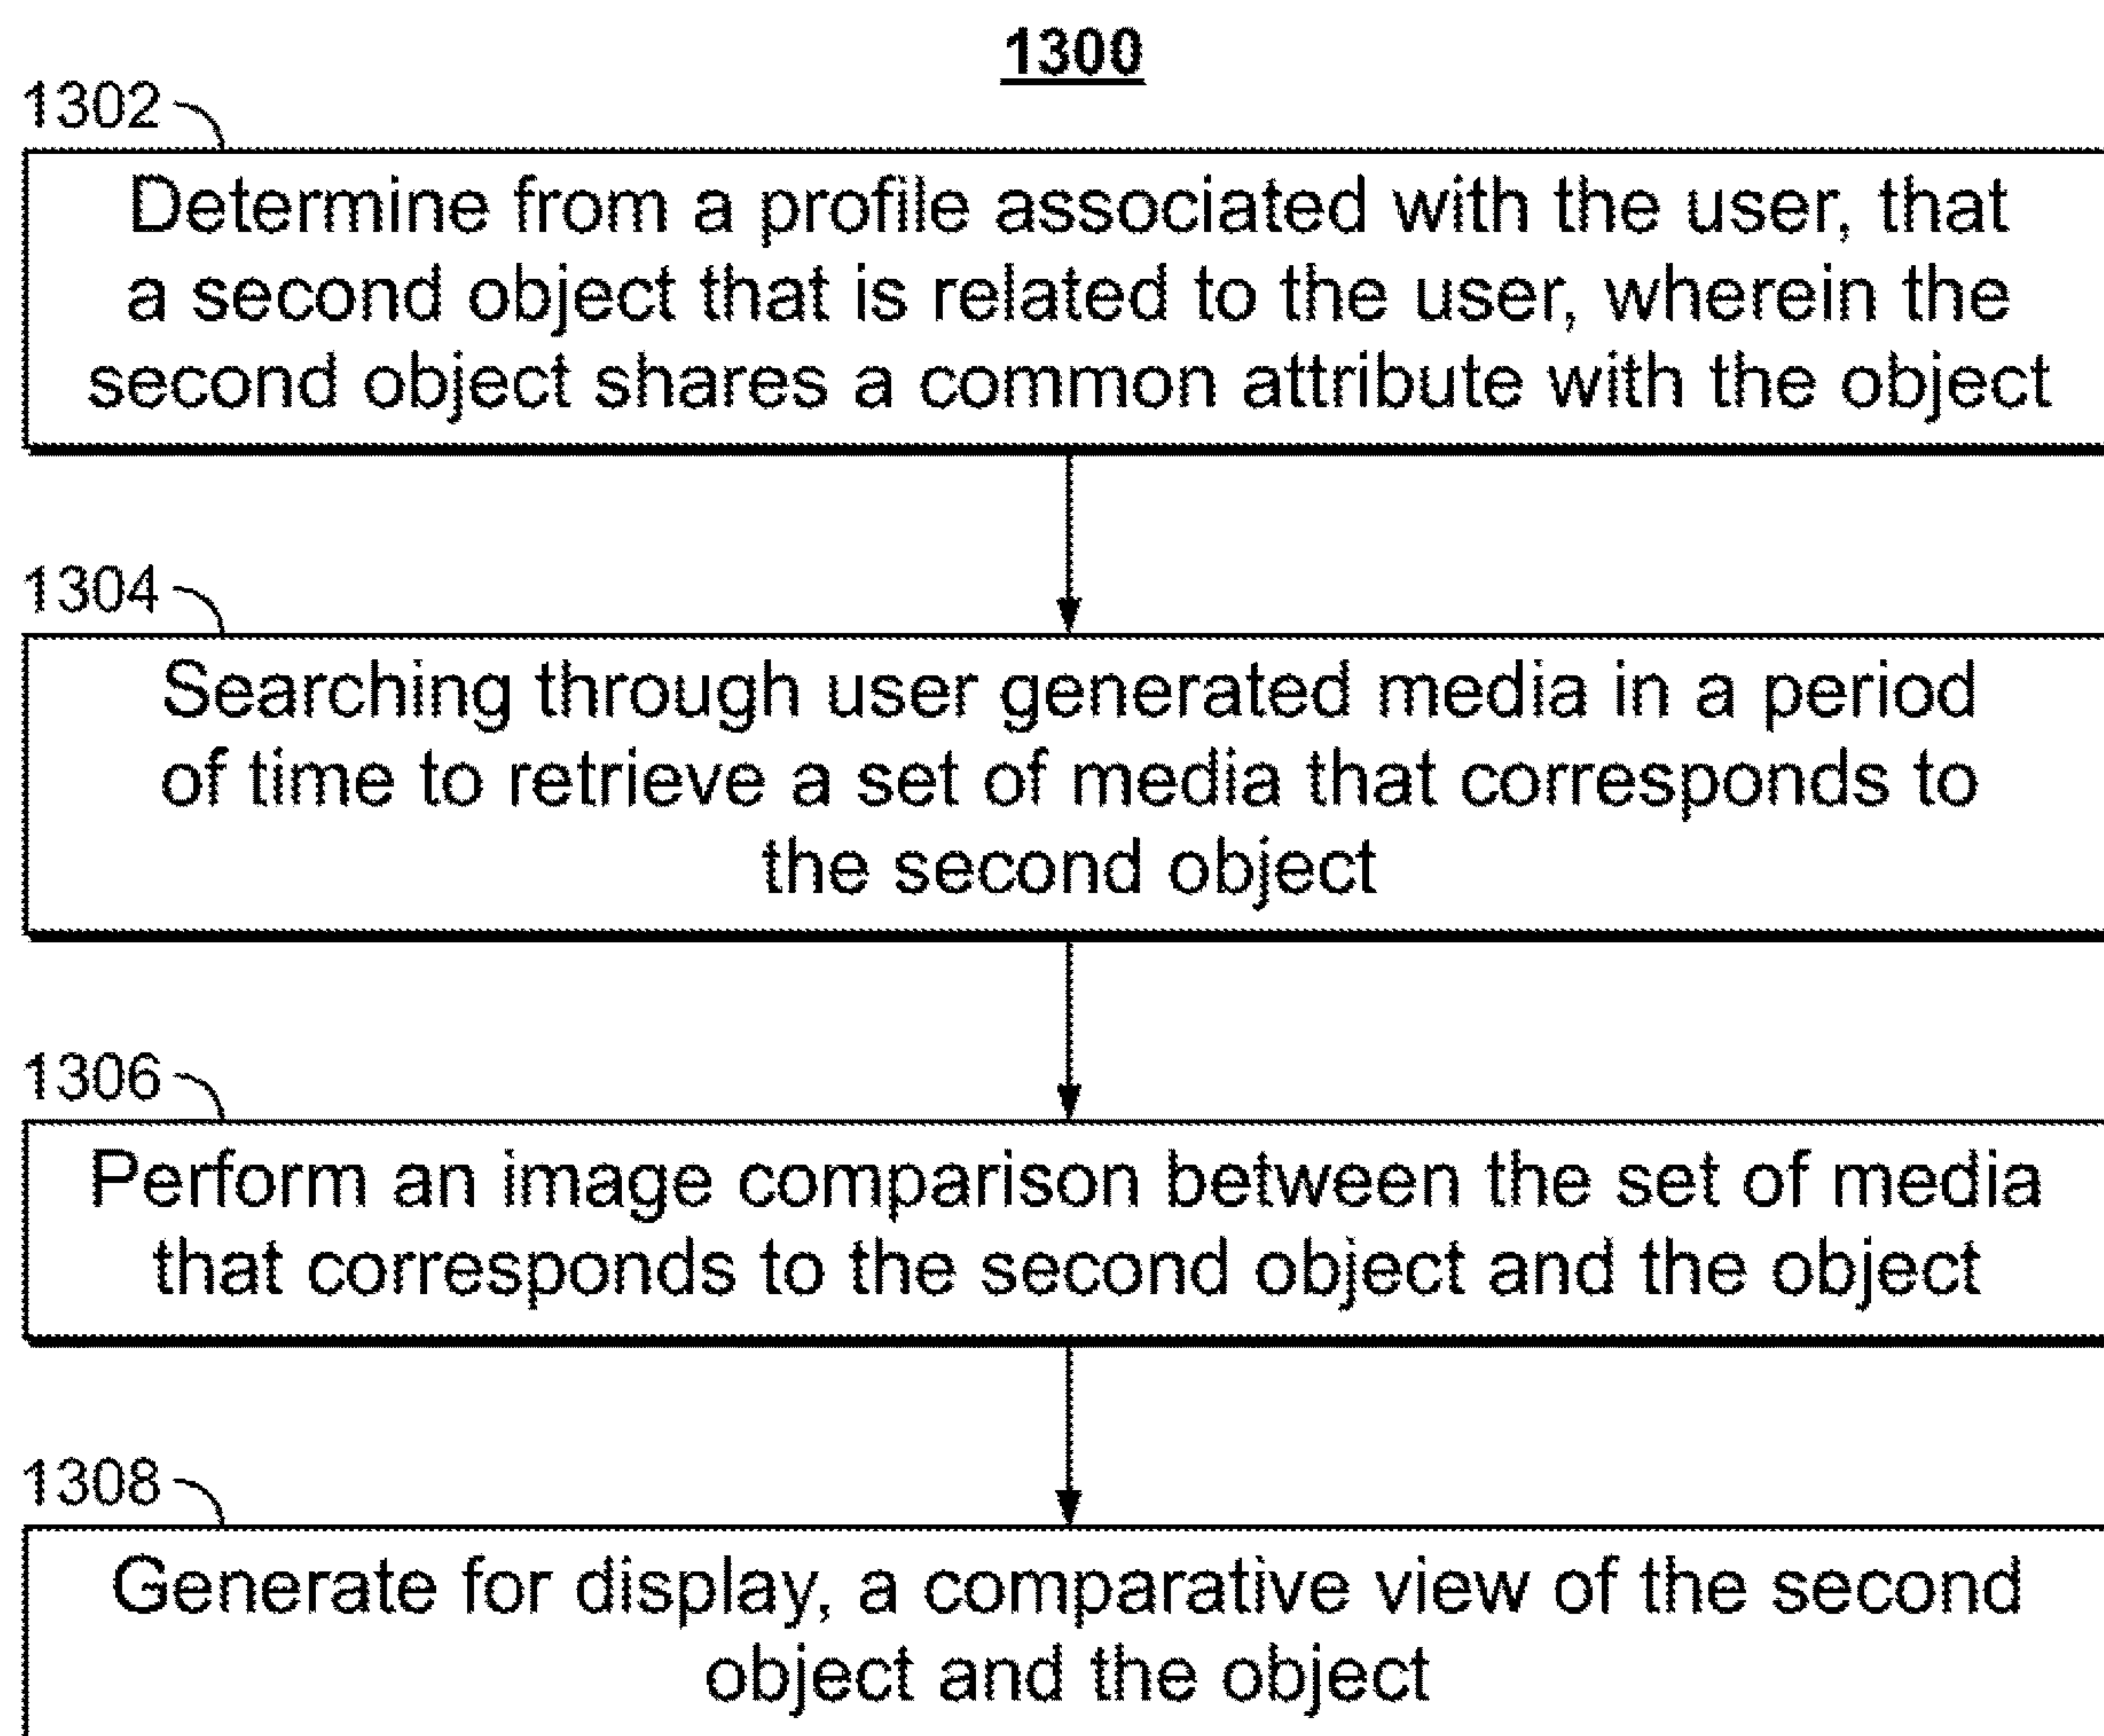 1300
1302
Determine from a profile associated with the user, that
a second object that is related to the user, wherein the
second object shares a common attribute with the object
1304
Searching through user generated media in a period
of time to retrieve a set of media that corresponds to
the second object
1306
Perform an image comparison between the set of media
that corresponds to the second object and the object
1308
Generate for display, a comparative view of the second
object and the object